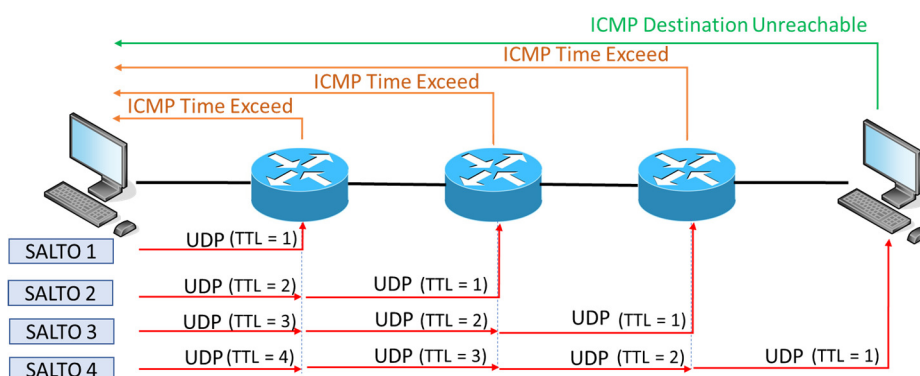 ICMP Destination Unreachable
ICMP Time Exceed
ICMP Time Exceed
ICMP Time Exceed
SALTO 1
UDP (TTL = 1)
SALTO 2
UDP (TTL = 2)
UDP (TTL = 1)
SALTO 3
UDP (TTL = 3)
UDP (TTL = 2)
UDP (TTL = 1)
SALTO 4
UDP (TTL = 4)
UDP (TTL = 3)
UDP (TTL = 2)
UDP (TTL = 1)